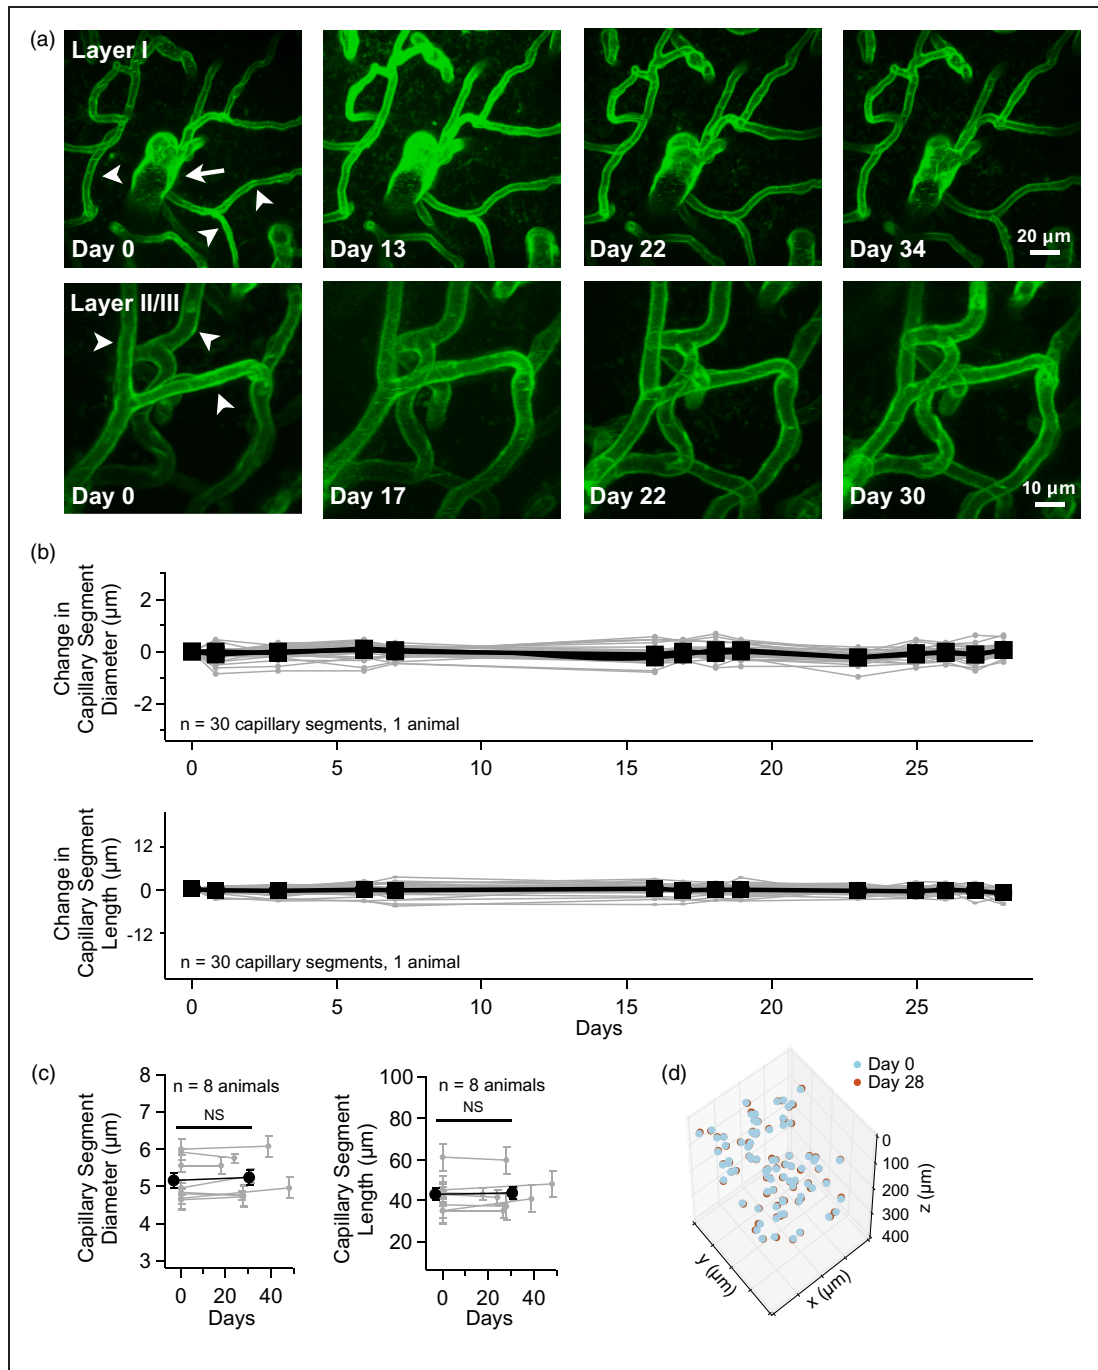 (a)
Layer I
Day 0
Day 13
Day 22
Day 34
20 µm
Layer II/III
Day 0
Day 17
Day 22
Day 30
10 µm
(b)
Change in
Capillary Segment
Diameter (µm)
2
0
-2
n = 30 capillary segments, 1 animal
0 5 10 15 20 25
Change in
Capillary Segment
Length (µm)
12
0
-12
n = 30 capillary segments, 1 animal
0 5 10 15 20 25
Days
(c)
Capillary Segment
Diameter (µm)
8
7
6
5
4
3
n = 8 animals
NS
0 20 40
Days
Capillary Segment
Length (µm)
100
80
60
40
20
n = 8 animals
NS
0 20 40
Days
(d)
Day 0
Day 28
0
100
200
300
400
z (µm)
y (µm)
x (µm)